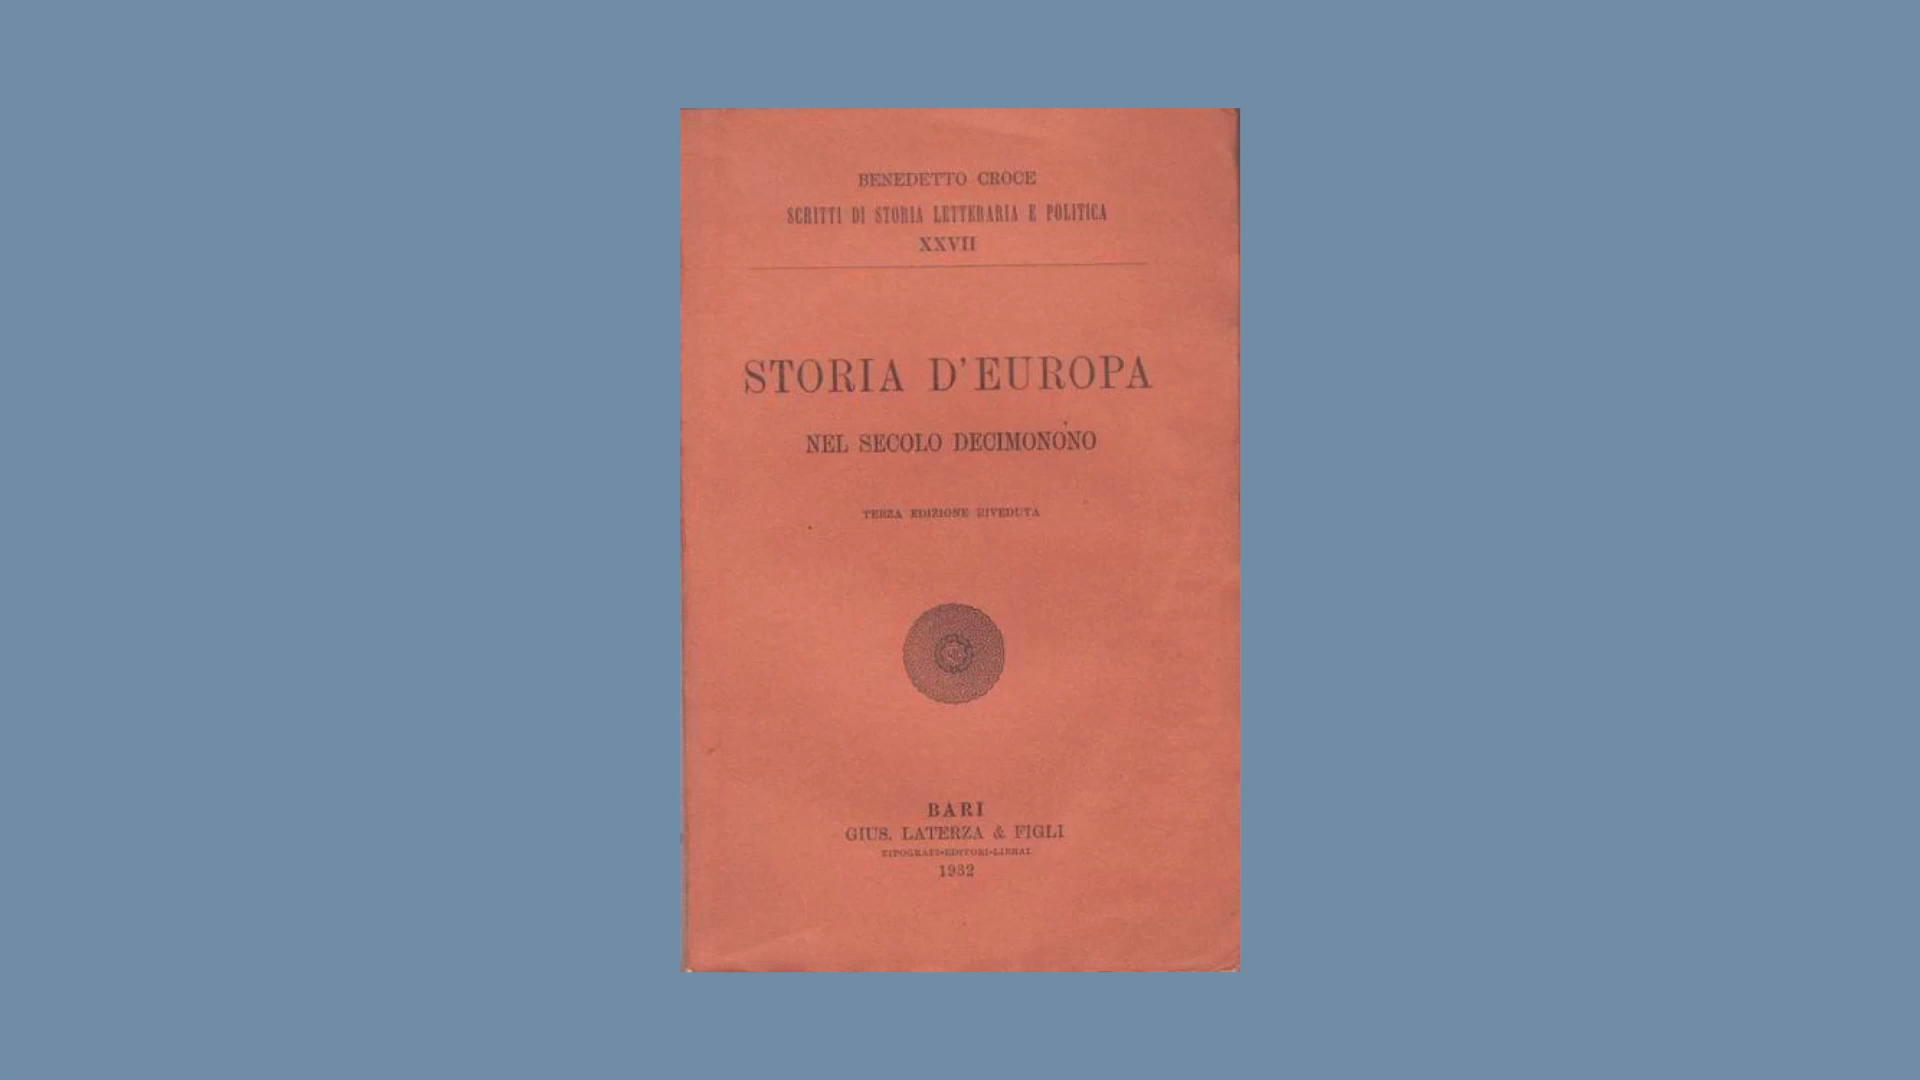 BENEDETTO CROCE
SCRITTI DI STORIA LETTERARIA E POLITICA
XXVII
STORIA D'EUROPA
NEL SECOLO DECIMONONO
TERZA EDIZIONE RIVEDUTA
BARI
GIUS. LATERZA & FIGLI
TIPOGRAFI-EDITORI-LIBRAI
1932